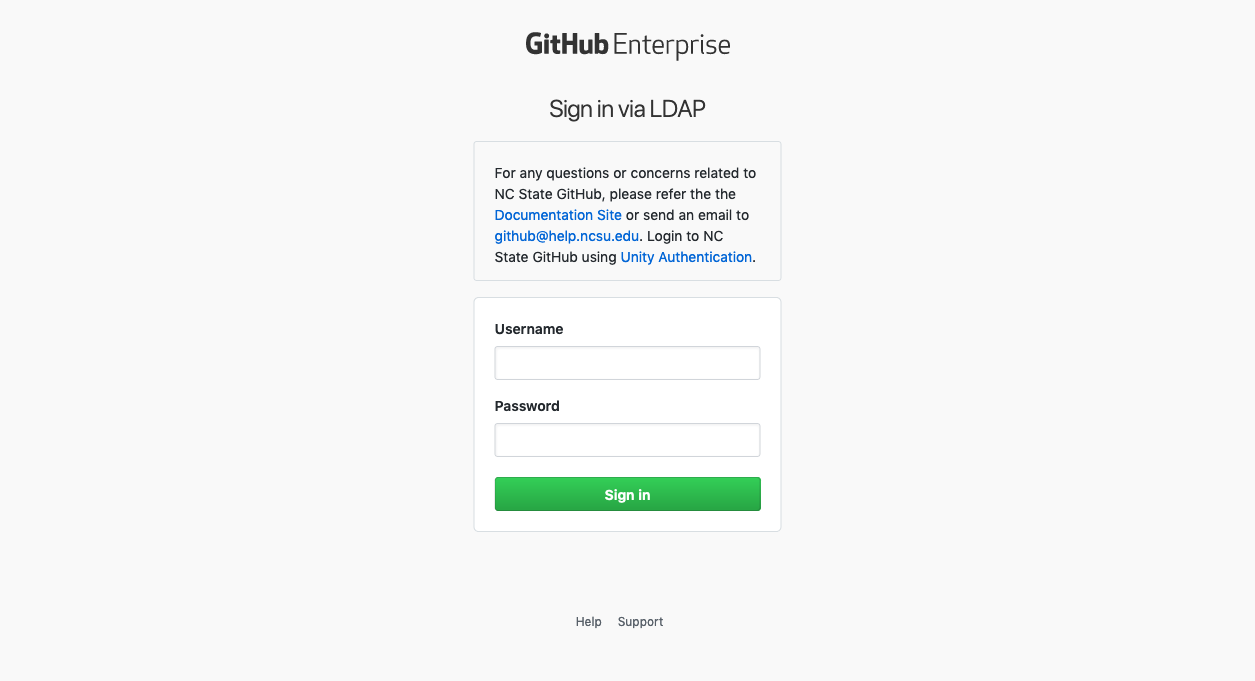 GitHub Enterprise
Sign in via LDAP
For any questions or concerns related to
NC State GitHub, please refer the the
Documentation Site or send an email to
github@help.ncsu.edu. Login to NC
State GitHub using Unity Authentication.
Username
Password
Sign in
Help Support